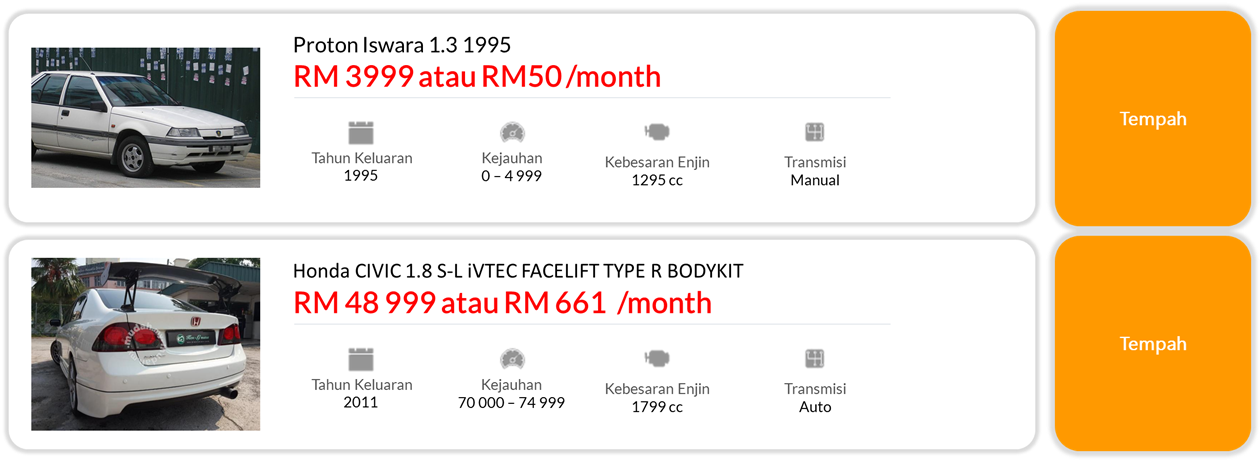 Proton Iswara 1.3 1995
RM 3999 atau RM50 /month
Tahun Keluaran
1995
Kejauhan
0 – 4 999
Kebesaran Enjin
1295 cc
Transmisi
Manual
Tempah
Honda CIVIC 1.8 S-L iVTEC FACELIFT TYPE R BODYKIT
RM 48 999 atau RM 661 /month
Tahun Keluaran
2011
Kejauhan
70 000 – 74 999
Kebesaran Enjin
1799 cc
Transmisi
Auto
Tempah